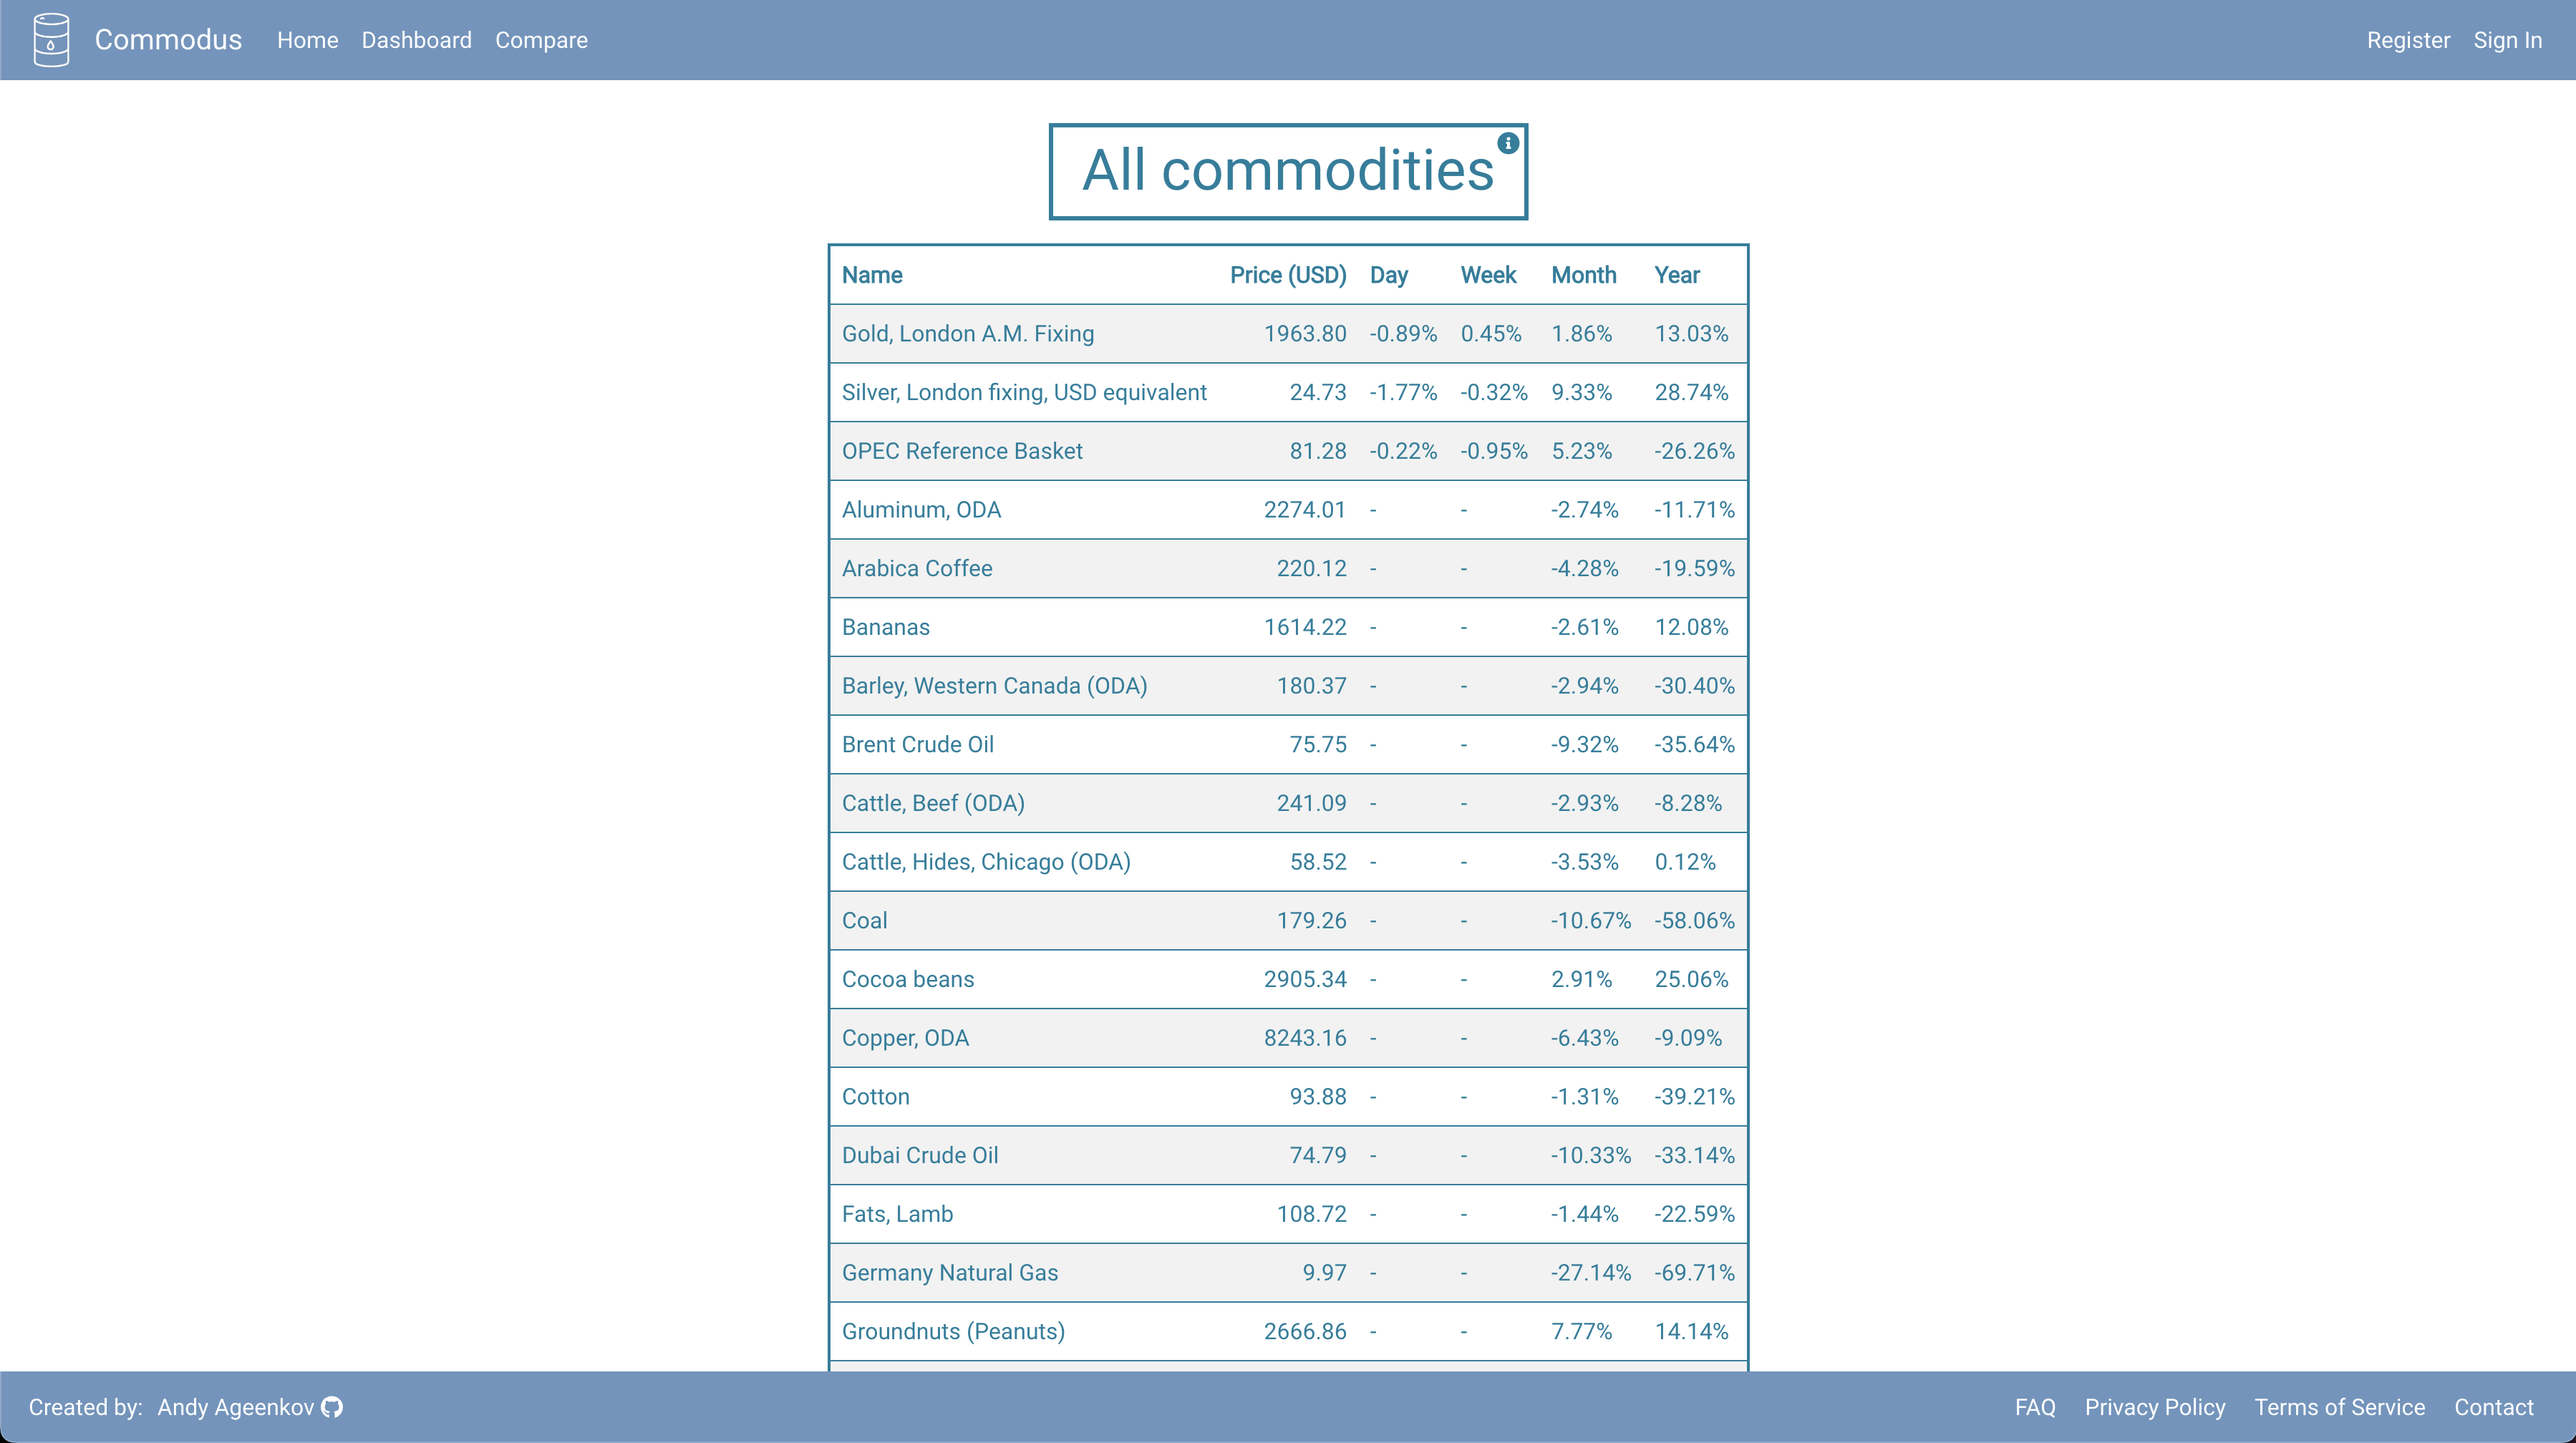 Commodus Home Dashboard Compare Register Sign In
All commodities
Name Price (USD) Day Week Month Year
Gold, London A.M. Fixing 1963.80 -0.89% 0.45% 1.86% 13.03%
Silver, London fixing, USD equivalent 24.73 -1.77% -0.32% 9.33% 28.74%
OPEC Reference Basket 81.28 -0.22% -0.95% 5.23% -26.26%
Aluminum, ODA 2274.01 - - -2.74% -11.71%
Arabica Coffee 220.12 - - -4.28% -19.59%
Bananas 1614.22 - - -2.61% 12.08%
Barley, Western Canada (ODA) 180.37 - - -2.94% -30.40%
Brent Crude Oil 75.75 - - -9.32% -35.64%
Cattle, Beef (ODA) 241.09 - - -2.93% -8.28%
Cattle, Hides, Chicago (ODA) 58.52 - - -3.53% 0.12%
Coal 179.26 - - -10.67% -58.06%
Cocoa beans 2905.34 - - 2.91% 25.06%
Copper, ODA 8243.16 - - -6.43% -9.09%
Cotton 93.88 - - -1.31% -39.21%
Dubai Crude Oil 74.79 - - -10.33% -33.14%
Fats, Lamb 108.72 - - -1.44% -22.59%
Germany Natural Gas 9.97 - - -27.14% -69.71%
Groundnuts (Peanuts) 2666.86 - - 7.77% 14.14%
Created by: Andy Ageenkov FAQ Privacy Policy Terms of Service Contact